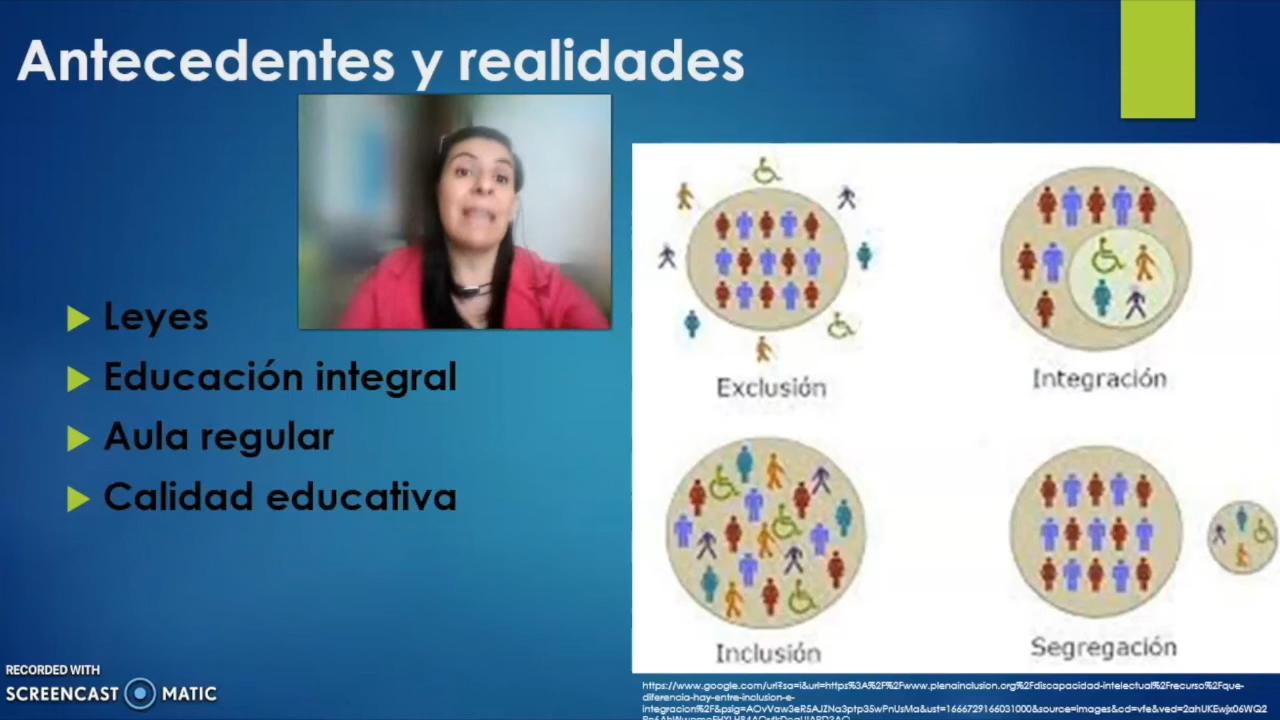 Antecedentes y realidades
Leyes
Educación integral
Aula regular
Calidad educativa
Exclusión
Integración
Inclusión
Segregación
RECORDED WITH
SCREENCAST MATIC
https://www.google.com/url?sa=i&url=https%3A%2F%2Fwww.plenainclusion.org%2Fdiscapacidad-intelectual%2Frecurso%2Fque-
diferencia-hay-entre-inclusion-e-
integracion%2F&psig=AOvVaw3eR5AJZNa3ptp35wPnUsMa&ust=1666729166031000&source=images&cd=vfe&ved=2ahUKEwjx06WQ2